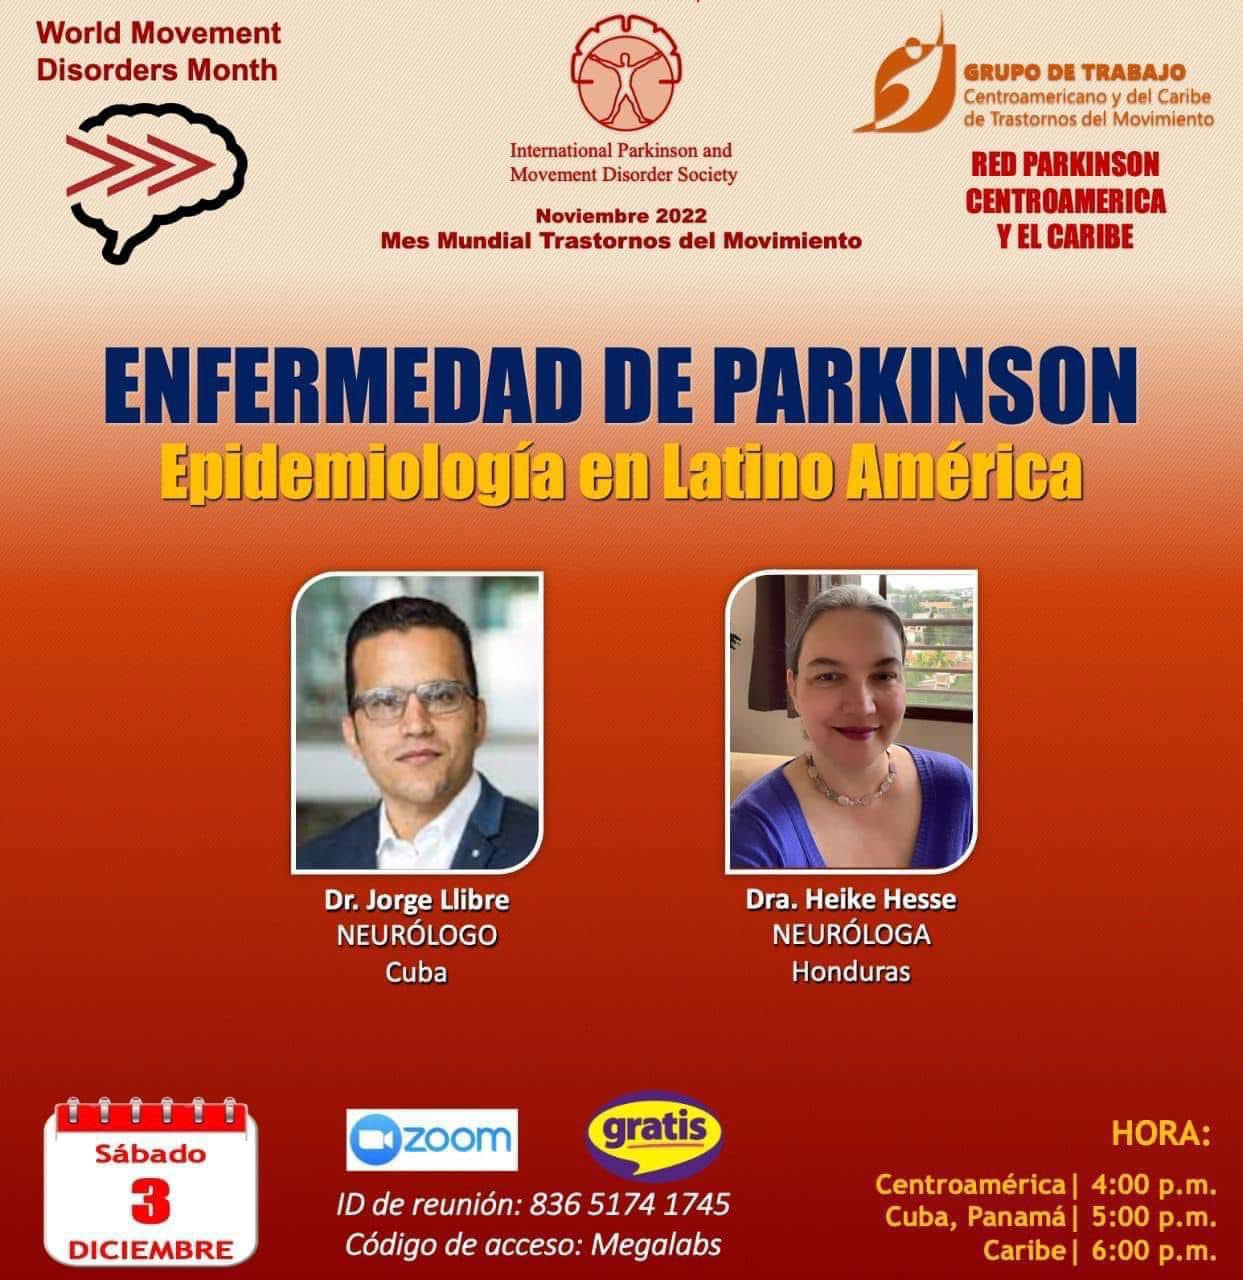 World Movement
Disorders Month
International Parkinson and
Movement Disorder Society
Noviembre 2022
Mes Mundial Trastornos del Movimiento
GRUPO DE TRABAJO
Centroamericano y del Caribe
de Trastornos del Movimiento
RED PARKINSON
CENTROAMERICA
Y EL CARIBE
ENFERMEDAD DE PARKINSON
Epidemiología en Latino América
Dr. Jorge Llibre
NEURÓLOGO
Cuba
Dra. Heike Hesse
NEURÓLOGA
Honduras
Sábado
3
DICIEMBRE
zoom
gratis
ID de reunión: 836 5174 1745
Código de acceso: Megalabs
HORA:
Centroamérica| 4:00 p.m.
Cuba, Panamá| 5:00 p.m.
Caribe| 6:00 p.m.